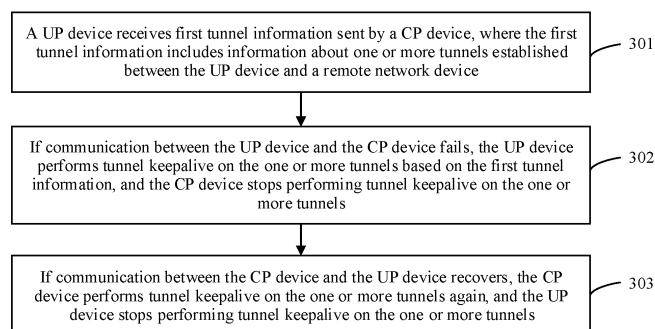 A UP device receives first tunnel information sent by a CP device, where the first
tunnel information includes information about one or more tunnels established
between the UP device and a remote network device
301
If communication between the UP device and the CP device fails, the UP device
performs tunnel keepalive on the one or more tunnels based on the first tunnel
information, and the CP device stops performing tunnel keepalive on the one or
more tunnels
302
If communication between the CP device and the UP device recovers, the CP
device performs tunnel keepalive on the one or more tunnels again, and the UP
device stops performing tunnel keepalive on the one or more tunnels
303